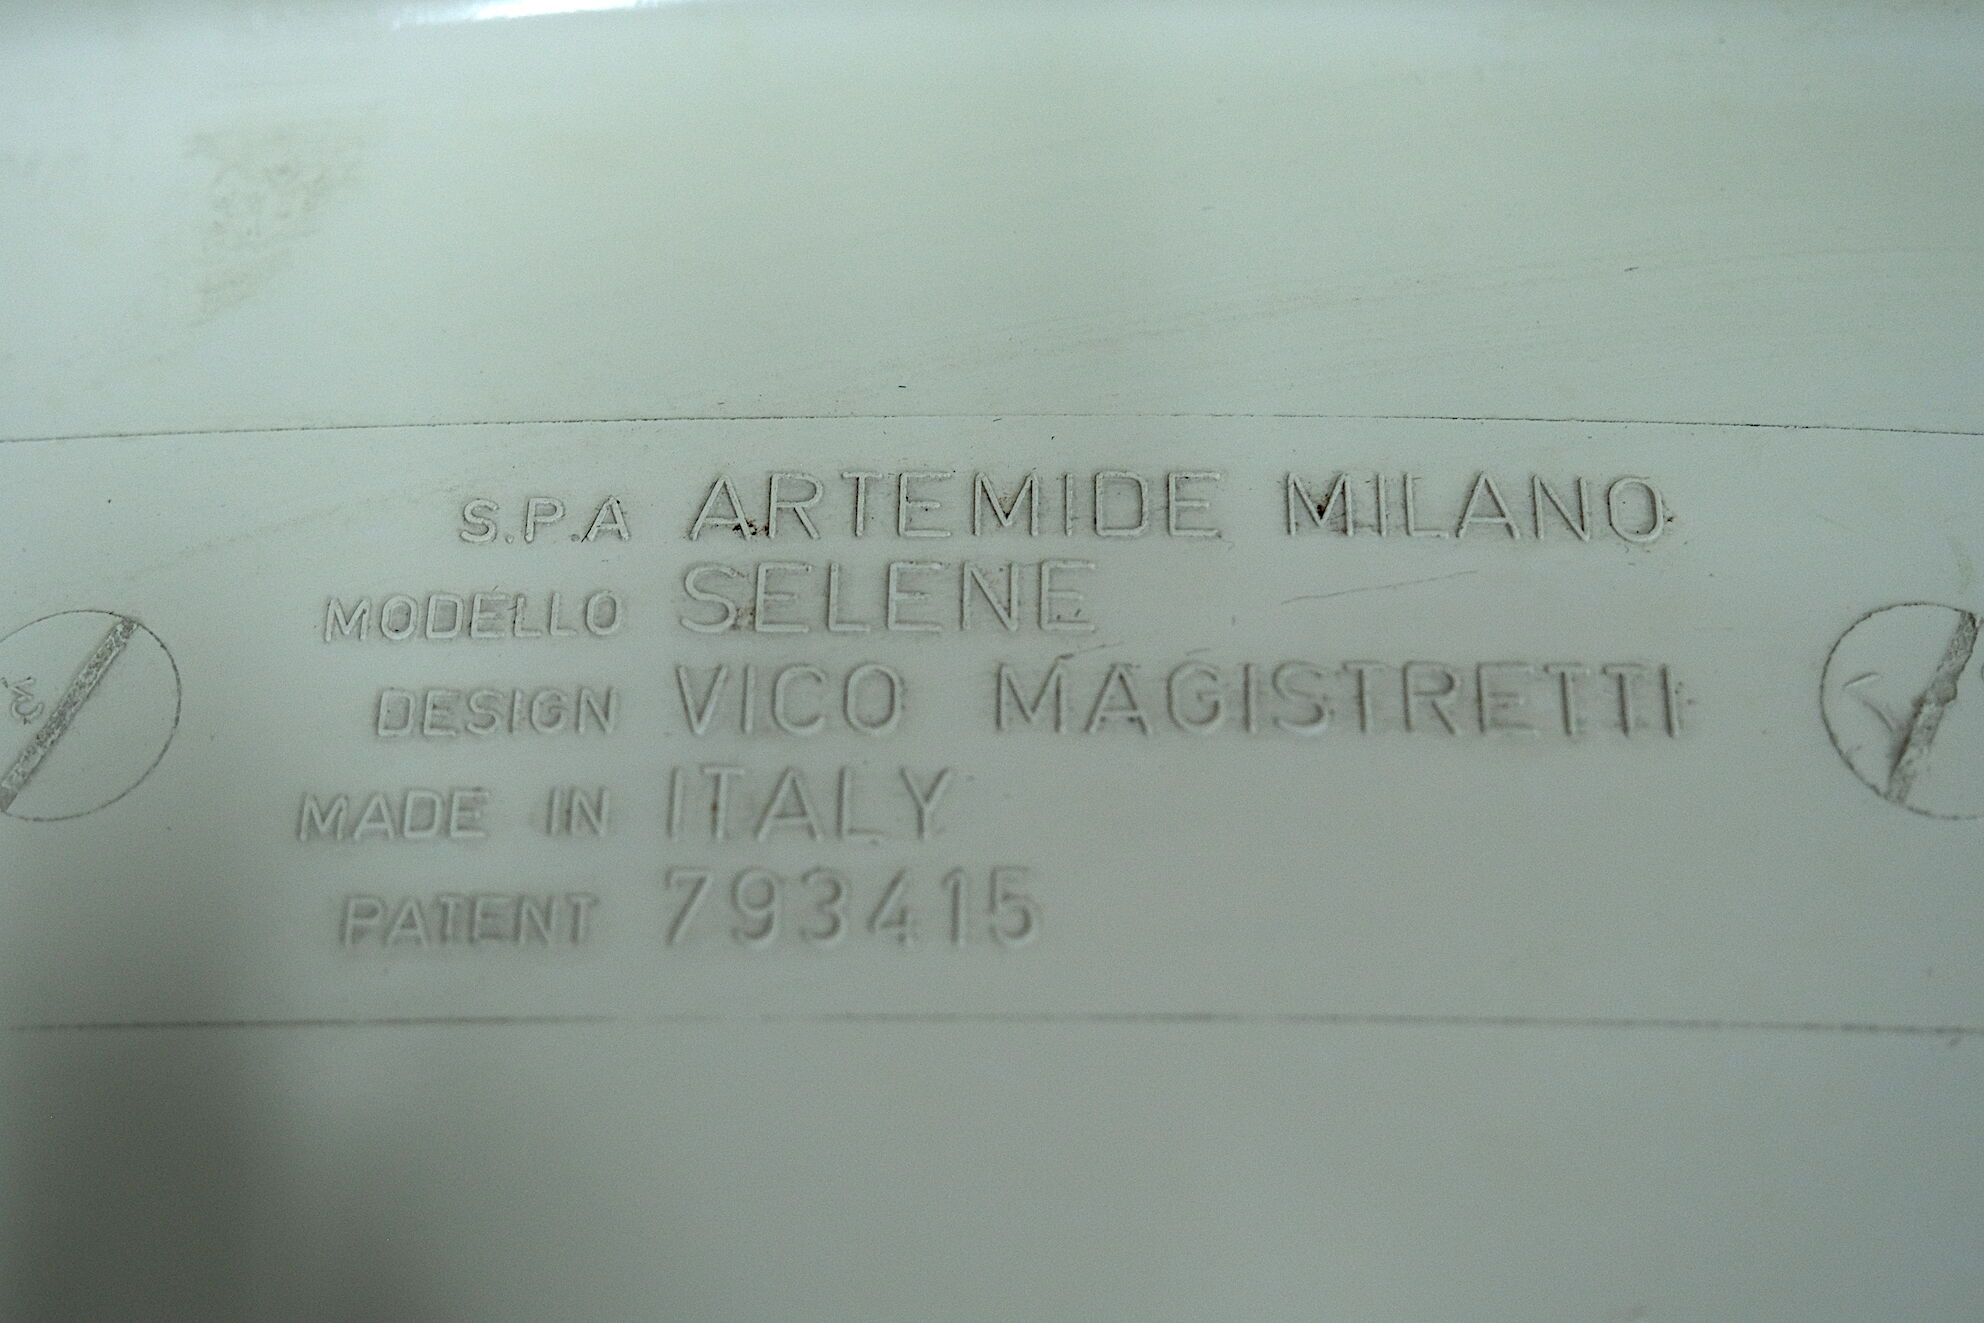 S.P.A ARTEMIDE MILANO
MODELLO SELENE
DESIGN VICO MAGISTRETTI
MADE IN ITALY
PATENT 793415